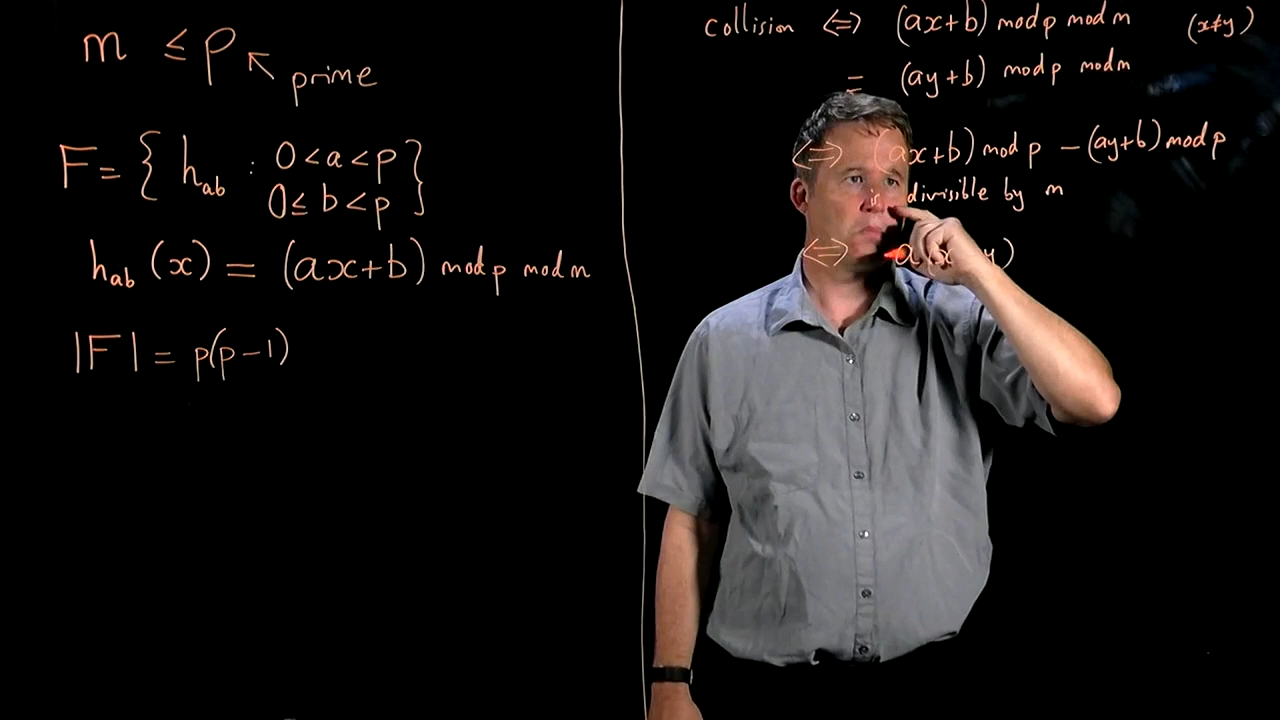 m ≤ p ↖ prime
F = { h_ab : 0 < a < p
0 ≤ b < p }
h_ab (x) = (ax+b) mod p mod m
|F| = p(p-1)
collision ⇔ (ax+b) mod p mod m (x≠y)
= (ay+b) mod p mod m
⇔ (ax+b) mod p - (ay+b) mod p
divisible by m
⇔ a(x y)